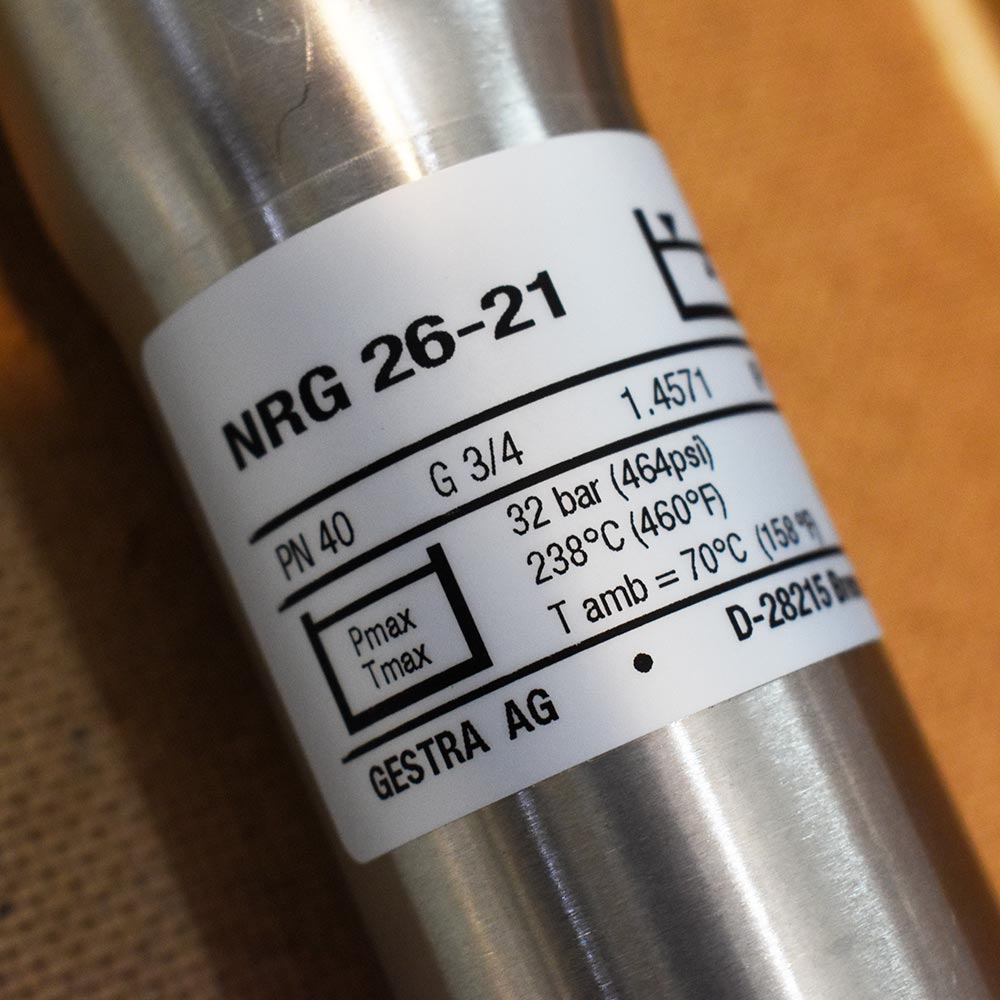 NRG 26-21
PN 40 G 3/4 1.4571
Pmax
Tmax
32 bar (464psi)
238°C (460°F)
T amb = 70°C (158°F)
GESTRA AG • D-28215